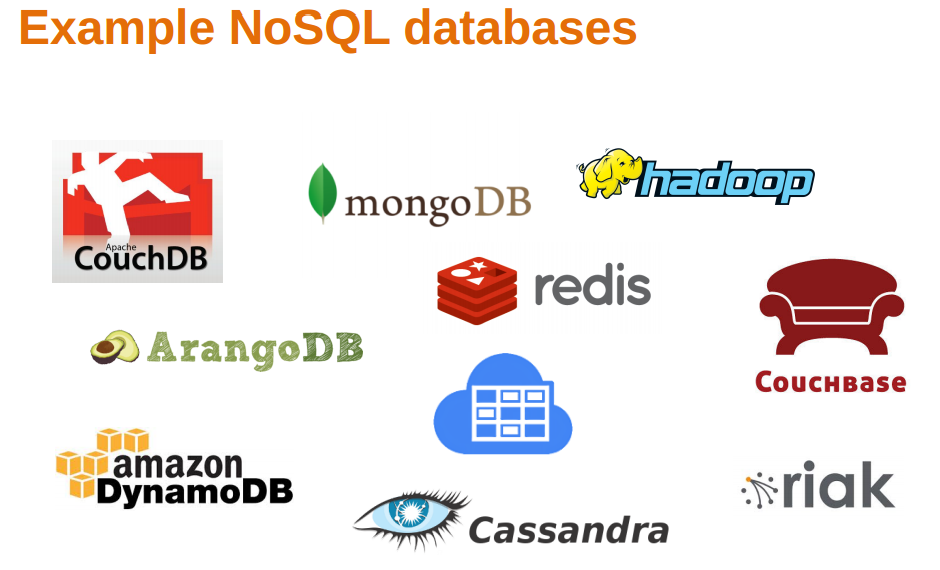 Example NoSQL databases
Apache
CouchDB
mongoDB
hadoop
redis
Couchbase
ArangoDB
amazon
DynamoDB
riak
Cassandra